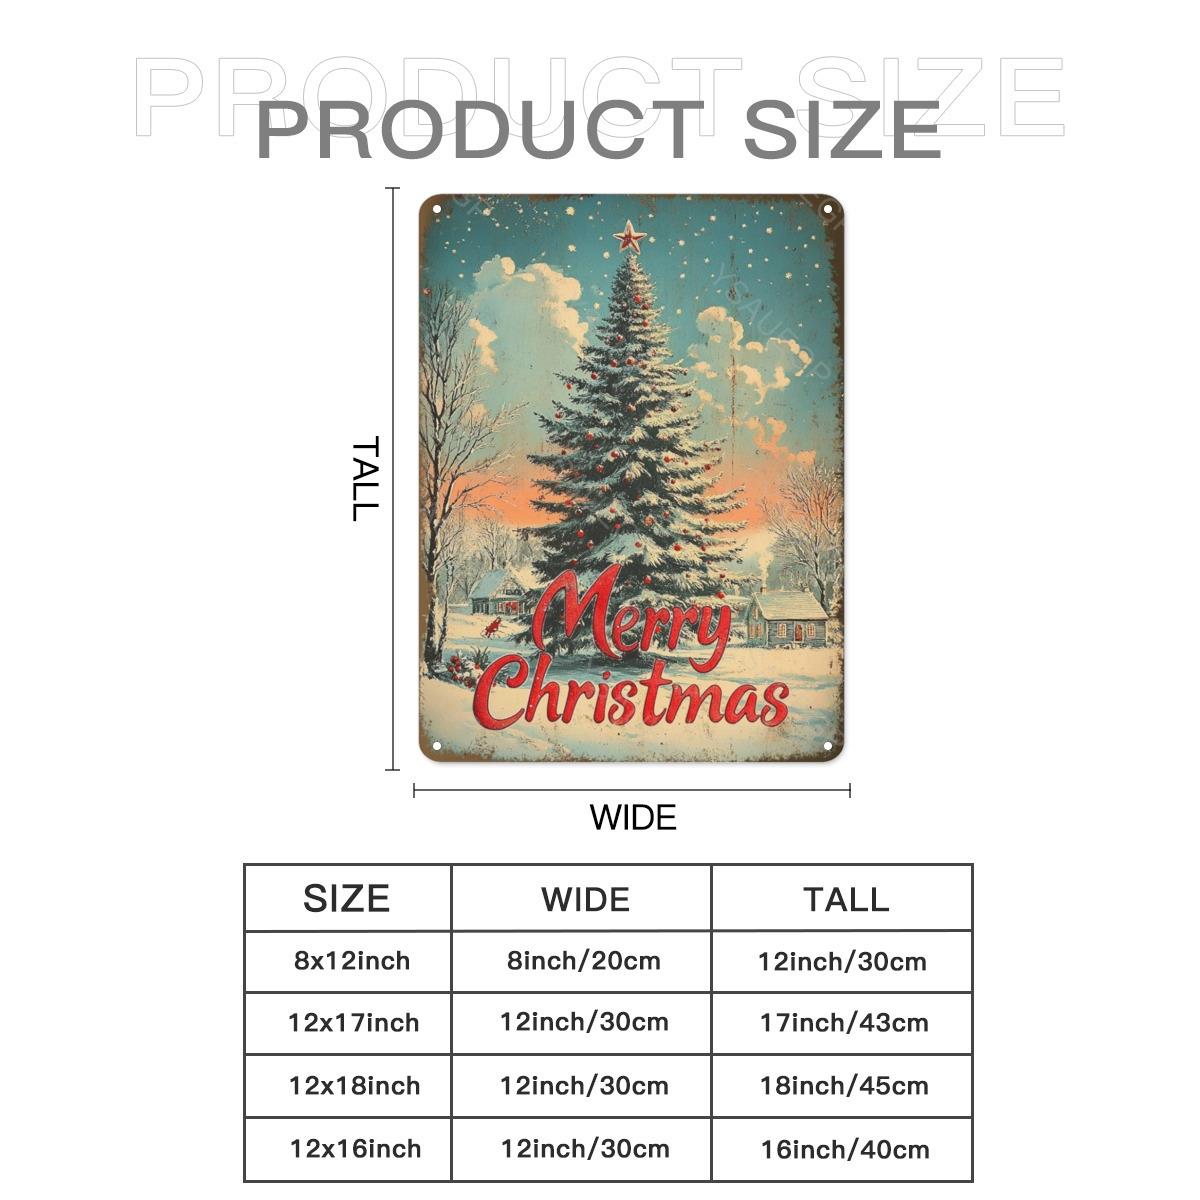 PRODUCT SIZE
PRODUCT SIZE
TALL
Merry
Christmas
WIDE
SIZE WIDE TALL
8x12inch 8inch/20cm 12inch/30cm
12x17inch 12inch/30cm 17inch/43cm
12x18inch 12inch/30cm 18inch/45cm
12x16inch 12inch/30cm 16inch/40cm